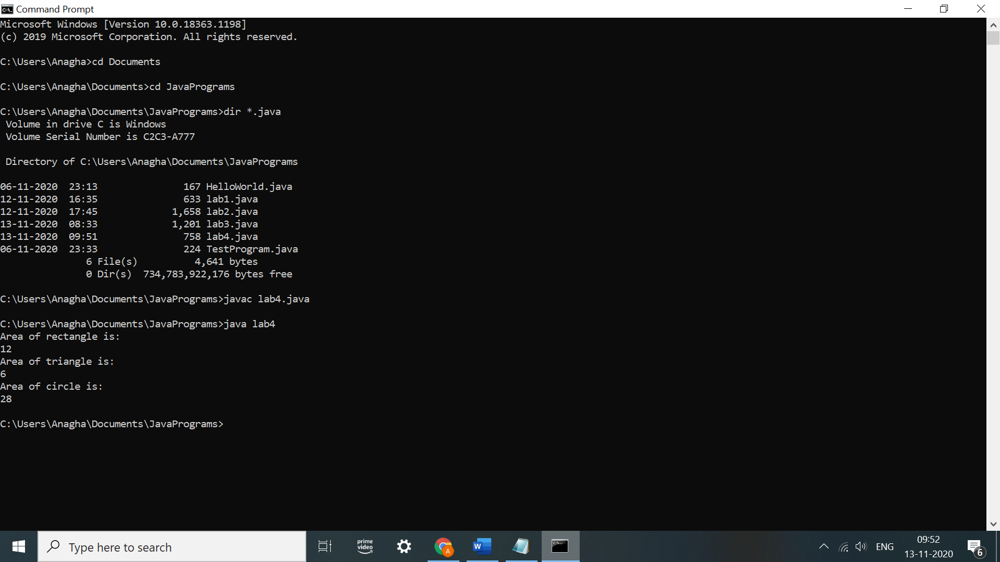 Command Prompt
Microsoft Windows [Version 10.0.18363.1198]
(c) 2019 Microsoft Corporation. All rights reserved.
C:\Users\Anagha>cd Documents
C:\Users\Anagha\Documents>cd JavaPrograms
C:\Users\Anagha\Documents\JavaPrograms>dir *.java
Volume in drive C is Windows
Volume Serial Number is C2C3-A777
Directory of C:\Users\Anagha\Documents\JavaPrograms
06-11-2020  23:13               167 HelloWorld.java
12-11-2020  16:35               633 lab1.java
12-11-2020  17:45             1,658 lab2.java
13-11-2020  08:33             1,201 lab3.java
13-11-2020  09:51               758 lab4.java
06-11-2020  23:33               224 TestProgram.java
6 File(s)          4,641 bytes
0 Dir(s)  734,783,922,176 bytes free
C:\Users\Anagha\Documents\JavaPrograms>javac lab4.java
C:\Users\Anagha\Documents\JavaPrograms>java lab4
Area of rectangle is:
12
Area of triangle is:
6
Area of circle is:
28
C:\Users\Anagha\Documents\JavaPrograms>
Type here to search
prime
video
A
W
C:\.
ENG
09:52
13-11-2020
6